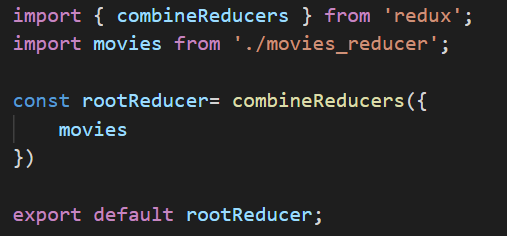 import { combineReducers } from 'redux';
import movies from './movies_reducer';
const rootReducer= combineReducers({
    movies
})
export default rootReducer;